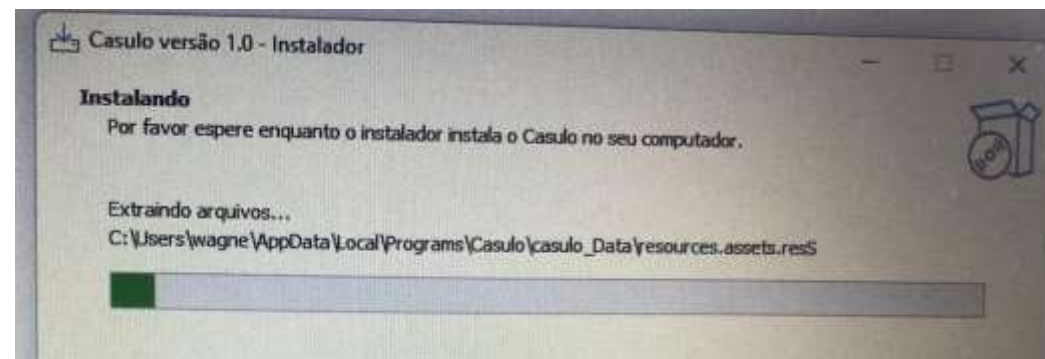 Casulo versão 1.0 - Instalador
Instalando
Por favor espere enquanto o instalador instala o Casulo no seu computador.
Extraindo arquivos...
C:\Users\wagne\AppData\Local\Programs\Casulo\casulo_Data\resources.assets.resS